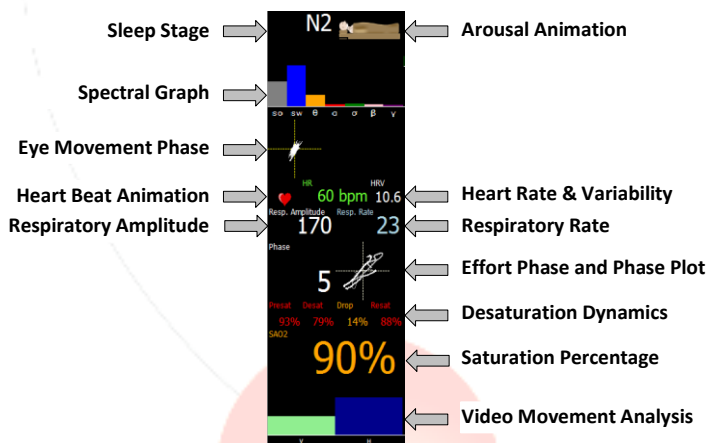 Sleep Stage
N2
Arousal Animation
Spectral Graph
so sw θ α σ β γ
Eye Movement Phase
Heart Beat Animation
HR
60 bpm
HRV
10.6
Heart Rate & Variability
Respiratory Amplitude
Resp. Amplitude
170
Resp. Rate
23
Respiratory Rate
Phase
5
Effort Phase and Phase Plot
Presat Desat Drop Resat
93% 79% 14% 88%
Desaturation Dynamics
SAO2
90%
Saturation Percentage
Video Movement Analysis